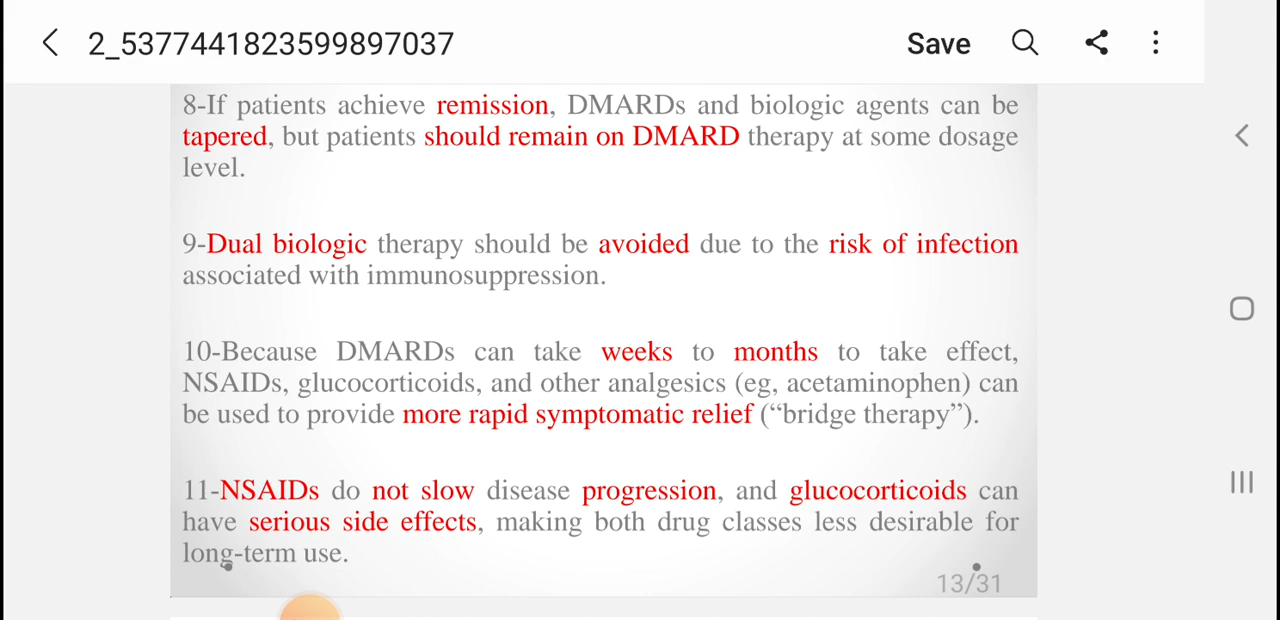 2_5377441823599897037
Save
8-If patients achieve remission, DMARDs and biologic agents can be
tapered, but patients should remain on DMARD therapy at some dosage
level.
9-Dual biologic therapy should be avoided due to the risk of infection
associated with immunosuppression.
10-Because DMARDs can take weeks to months to take effect,
NSAIDs, glucocorticoids, and other analgesics (eg, acetaminophen) can
be used to provide more rapid symptomatic relief (“bridge therapy”).
11-NSAIDs do not slow disease progression, and glucocorticoids can
have serious side effects, making both drug classes less desirable for
long-term use.
13/31